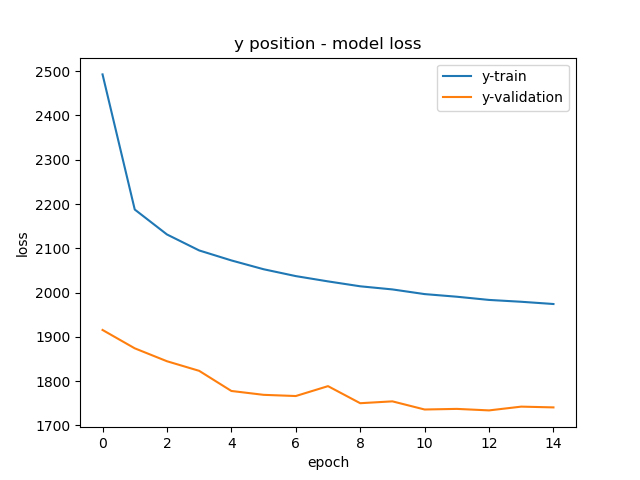 y position - model loss
y-train
y-validation
loss
2500
2400
2300
2200
2100
2000
1900
1800
1700
0 2 4 6 8 10 12 14
epoch